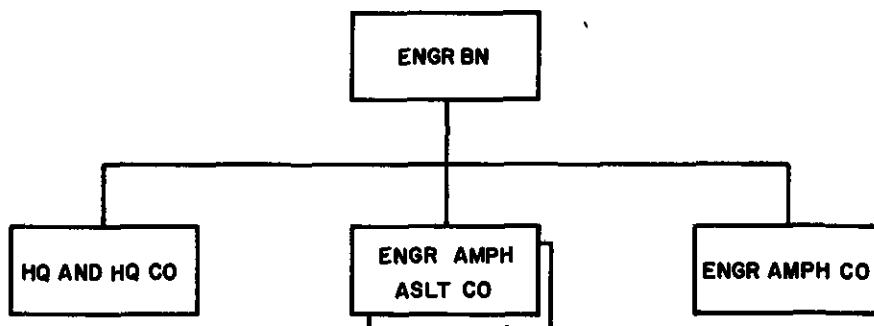 ENGR BN
HQ AND HQ CO
ENGR AMPH
ASLT CO
ENGR AMPH CO